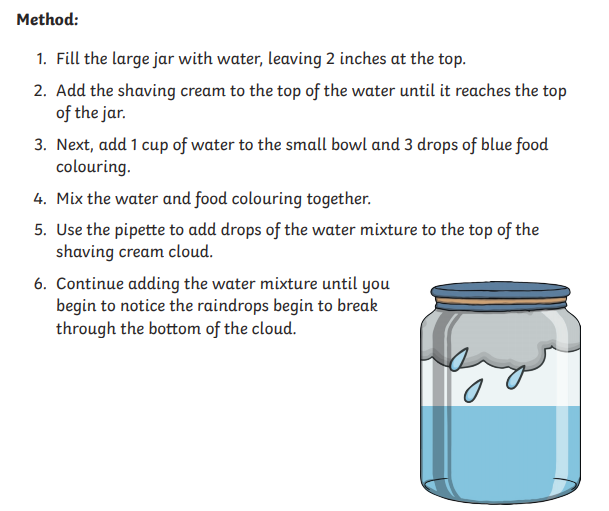 Method:
1. Fill the large jar with water, leaving 2 inches at the top.
2. Add the shaving cream to the top of the water until it reaches the top
of the jar.
3. Next, add 1 cup of water to the small bowl and 3 drops of blue food
colouring.
4. Mix the water and food colouring together.
5. Use the pipette to add drops of the water mixture to the top of the
shaving cream cloud.
6. Continue adding the water mixture until you
begin to notice the raindrops begin to break
through the bottom of the cloud.